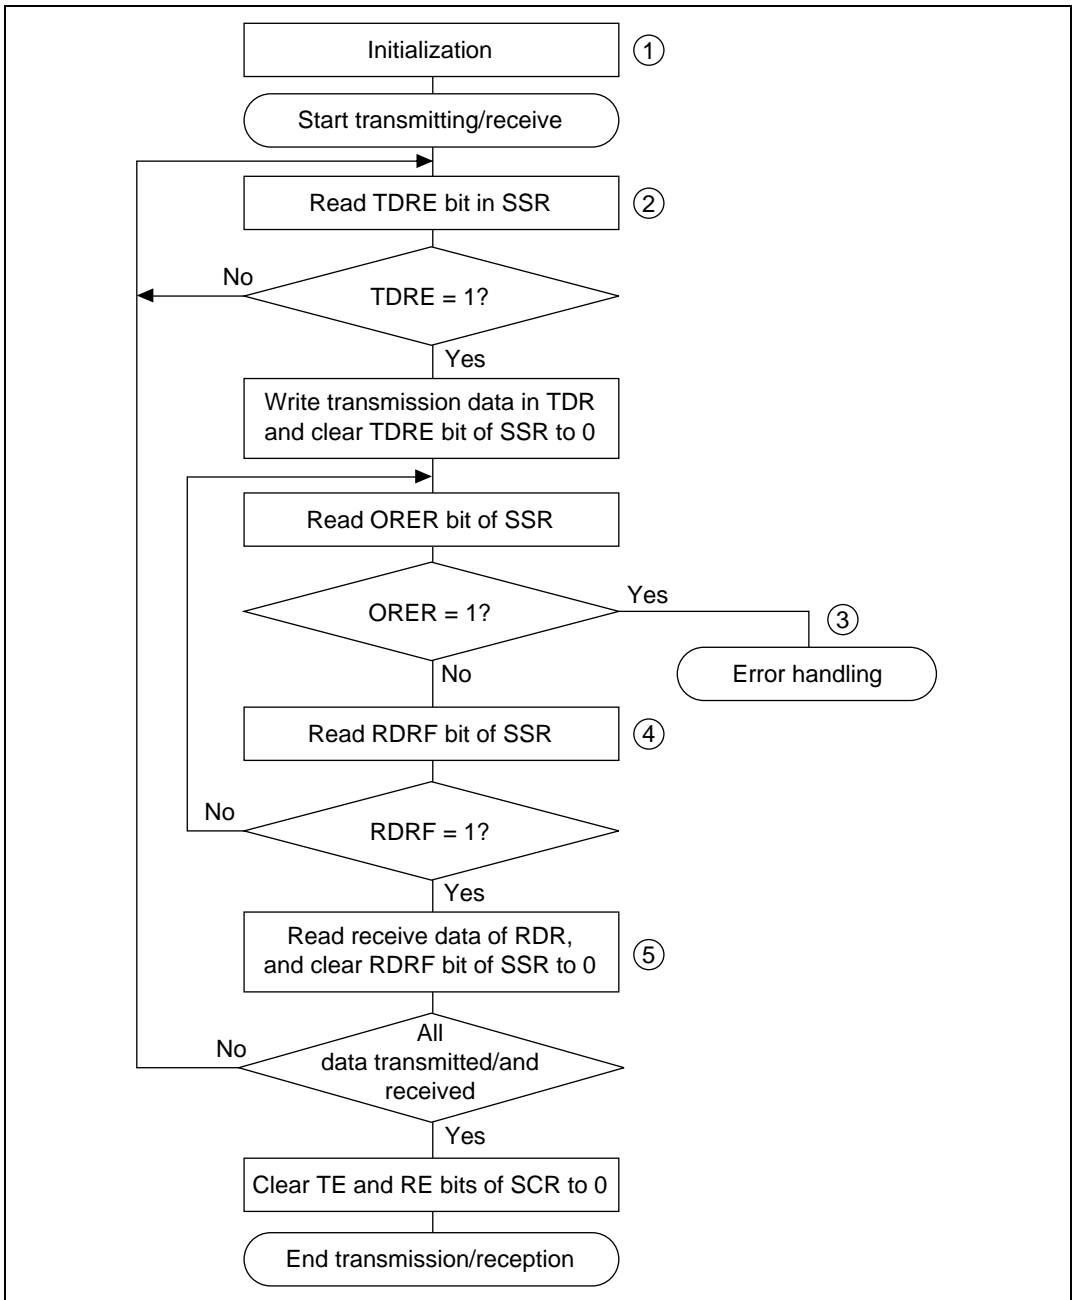 Initialization ①
Start transmitting/receive
Read TDRE bit in SSR ②
No
TDRE = 1?
Yes
Write transmission data in TDR
and clear TDRE bit of SSR to 0
Read ORER bit of SSR
Yes
ORER = 1?
③
No
Error handling
Read RDRF bit of SSR ④
No
RDRF = 1?
Yes
Read receive data of RDR,
and clear RDRF bit of SSR to 0 ⑤
All
No
data transmitted/and
received
Yes
Clear TE and RE bits of SCR to 0
End transmission/reception